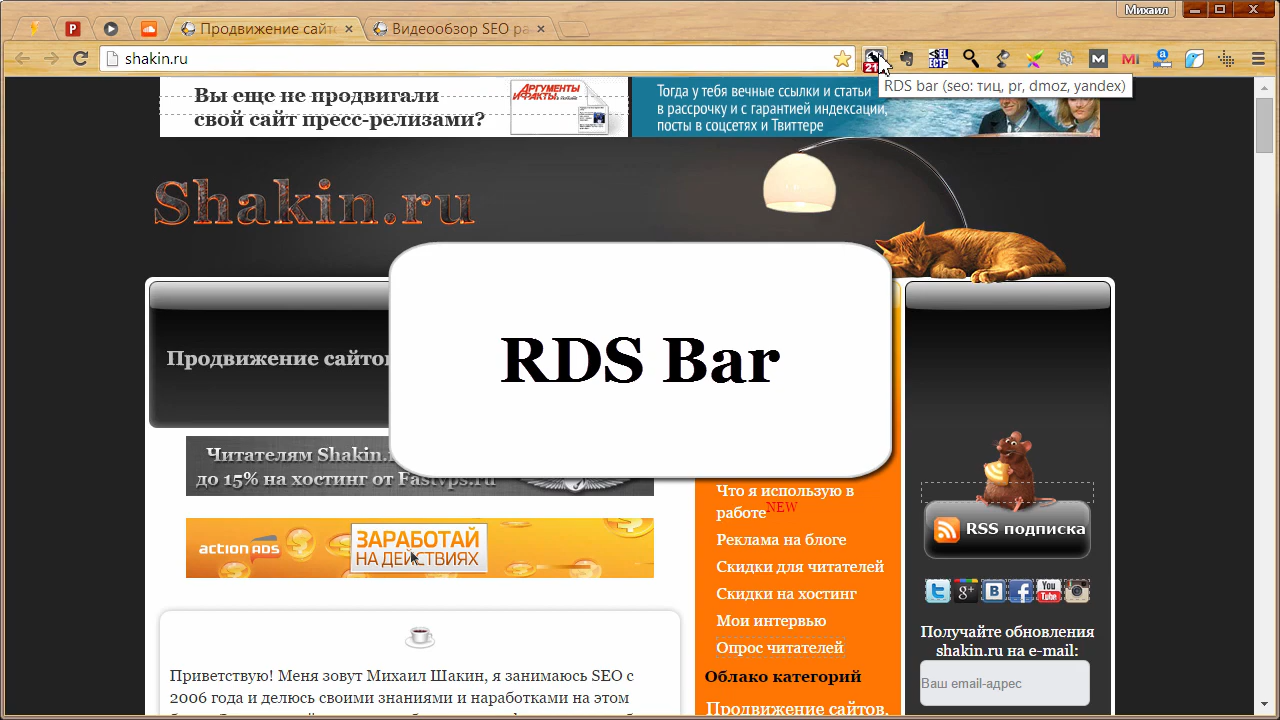 Михаил
Продвижение сайте
Видеообзор SEO ра
shakin.ru
RDS bar (seo: тиц, pr, dmoz, yandex)
Вы еще не продвигали
свой сайт пресс-релизами?
АРГУМЕНТЫ
И ФАКТЫ
Тогда у тебя вечные ссылки и статьи
в рассрочку и с гарантией индексации,
посты в соцсетях и Твиттере
Shakin.ru
RDS Bar
Продвижение сайтов
Читателям Shakin.
до 15% на хостинг от Fastvps.ru
actionADS
ЗАРАБОТАЙ
НА ДЕЙСТВИЯХ
Приветствую! Меня зовут Михаил Шакин, я занимаюсь SEO с
2006 года и делюсь своими знаниями и наработками на этом
Что я использую в
работе NEW
Реклама на блоге
Скидки для читателей
Скидки на хостинг
Мои интервью
Опрос читателей
Облако категорий
Продвижение сайтов,
RSS подписка
You
Tube
Получайте обновления
shakin.ru на e-mail:
Ваш email-адрес